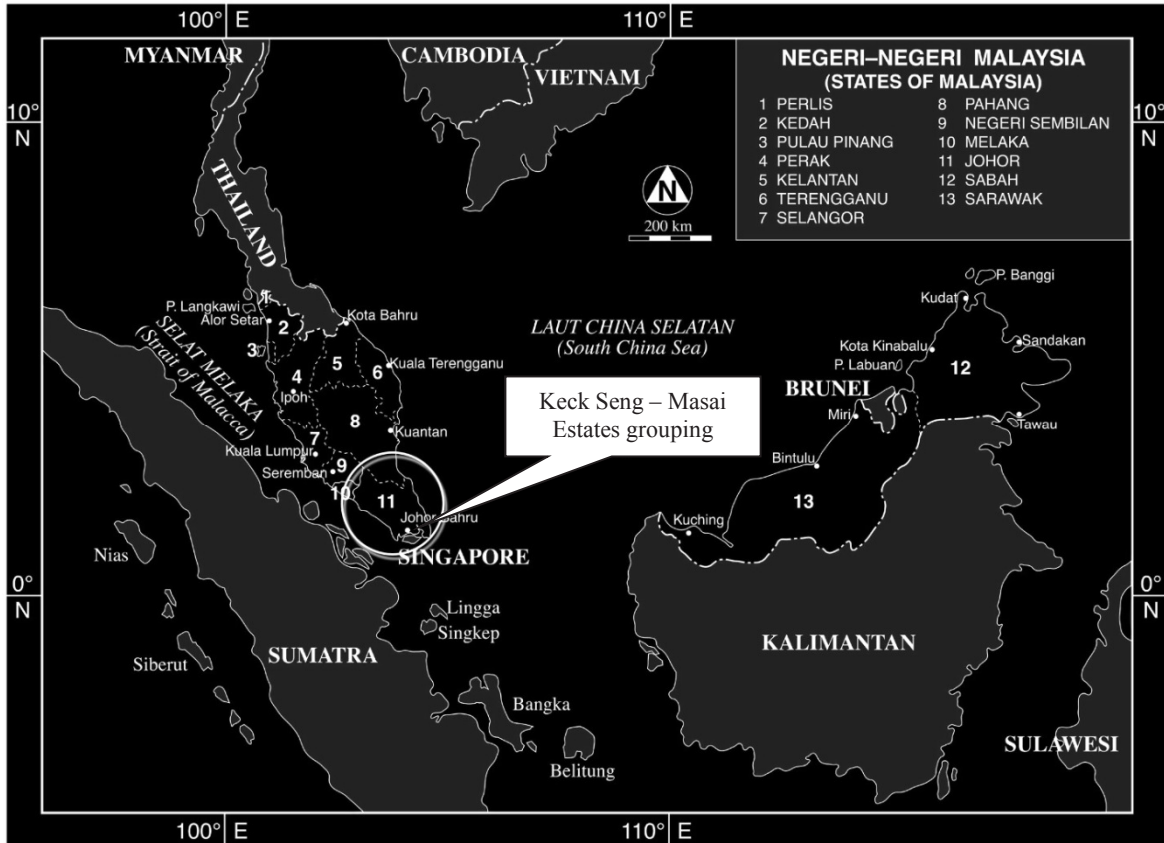 100° E
110° E
MYANMAR
CAMBODIA
VIETNAM
NEGERI–NEGERI MALAYSIA
(STATES OF MALAYSIA)
1 PERLIS
2 KEDAH
3 PULAU PINANG
4 PERAK
5 KELANTAN
6 TERENGGANU
7 SELANGOR
8 PAHANG
9 NEGERI SEMBILAN
10 MELAKA
11 JOHOR
12 SABAH
13 SARAWAK
10°
N
10°
N
THAILAND
N
200 km
P. Langkawi
Alor Setar
1
2
3
Kota Bahru
SELAT MELAKA
(Strait of Malacca)
4
Ipoh
5
6
Kuala Terengganu
LAUT CHINA SELATAN
(South China Sea)
P. Banggi
Kudat
Kota Kinabalu
Sandakan
P. Labuan
12
BRUNEI
Miri
Tawau
Keck Seng – Masai
Estates grouping
8
Kuantan
7
Kuala Lumpur
9
Seremban
10
11
Johor Bahru
SINGAPORE
Bintulu
13
Kuching
Nias
0°
N
0°
N
Lingga
Singkep
Siberut
SUMATRA
KALIMANTAN
Bangka
Belitung
SULAWESI
100° E
110° E